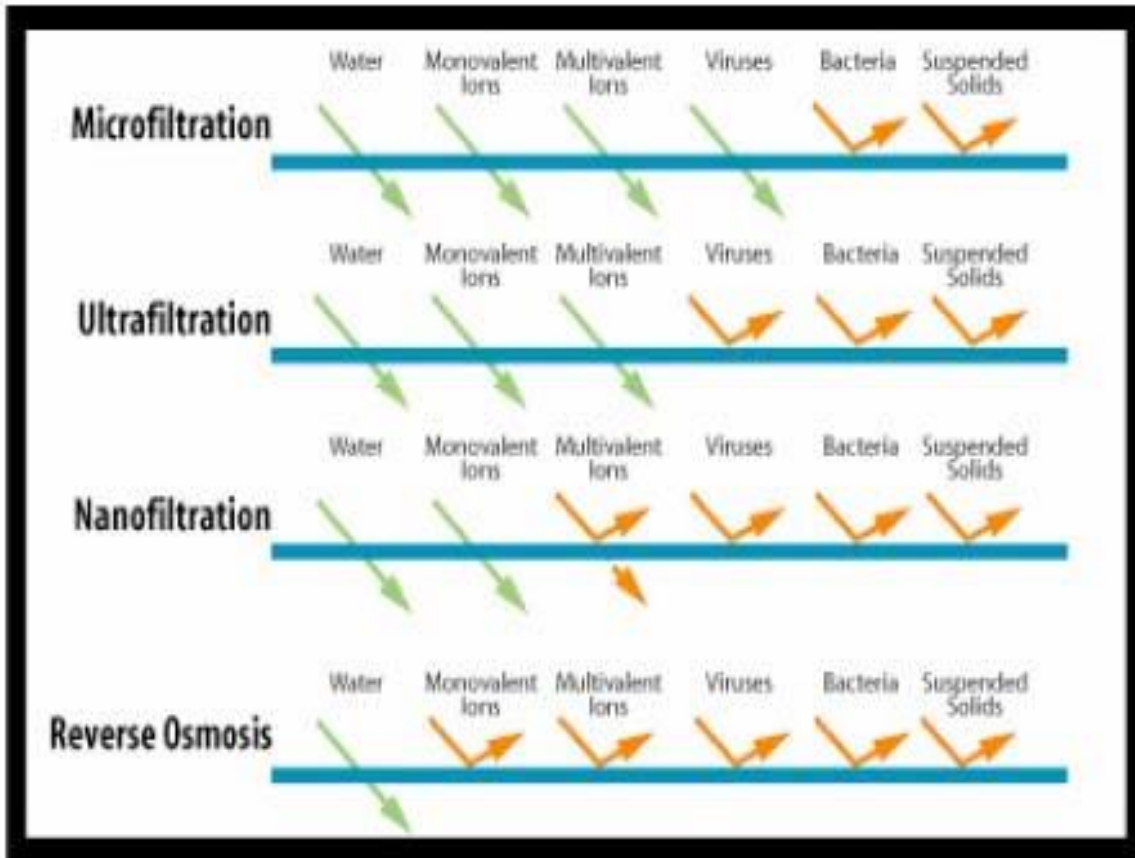 Water Monovalent Multivalent Viruses Bacteria Suspended
Ions Ions Solids
Microfiltration
Water Monovalent Multivalent Viruses Bacteria Suspended
Ions Ions Solids
Ultrafiltration
Water Monovalent Multivalent Viruses Bacteria Suspended
Ions Ions Solids
Nanofiltration
Water Monovalent Multivalent Viruses Bacteria Suspended
Ions Ions Solids
Reverse Osmosis